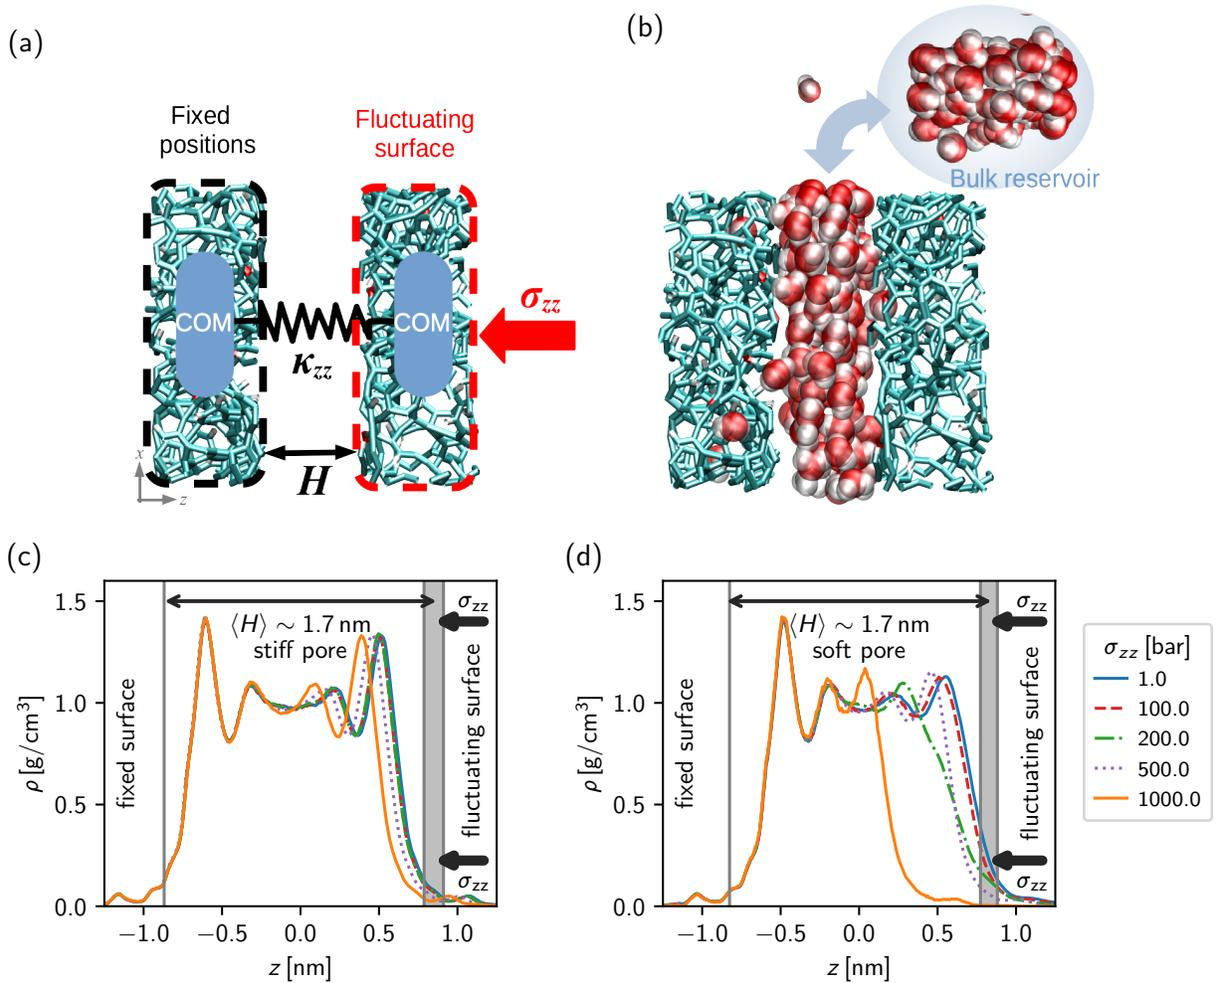 (a)
Fixed
positions
Fluctuating
surface
COM
COM
σzz
κzz
H
x
z
(b)
Bulk reservoir
(c)
1.5
1.0
0.5
0.0
ρ [g/cm³]
⟨H⟩ ∼ 1.7 nm
stiff pore
fixed surface
fluctuating surface
σzz
σzz
−1.0
−0.5
0.0
0.5
1.0
z [nm]
(d)
1.5
1.0
0.5
0.0
ρ [g/cm³]
⟨H⟩ ∼ 1.7 nm
soft pore
fixed surface
fluctuating surface
σzz
σzz
−1.0
−0.5
0.0
0.5
1.0
z [nm]
σzz [bar]
1.0
100.0
200.0
500.0
1000.0